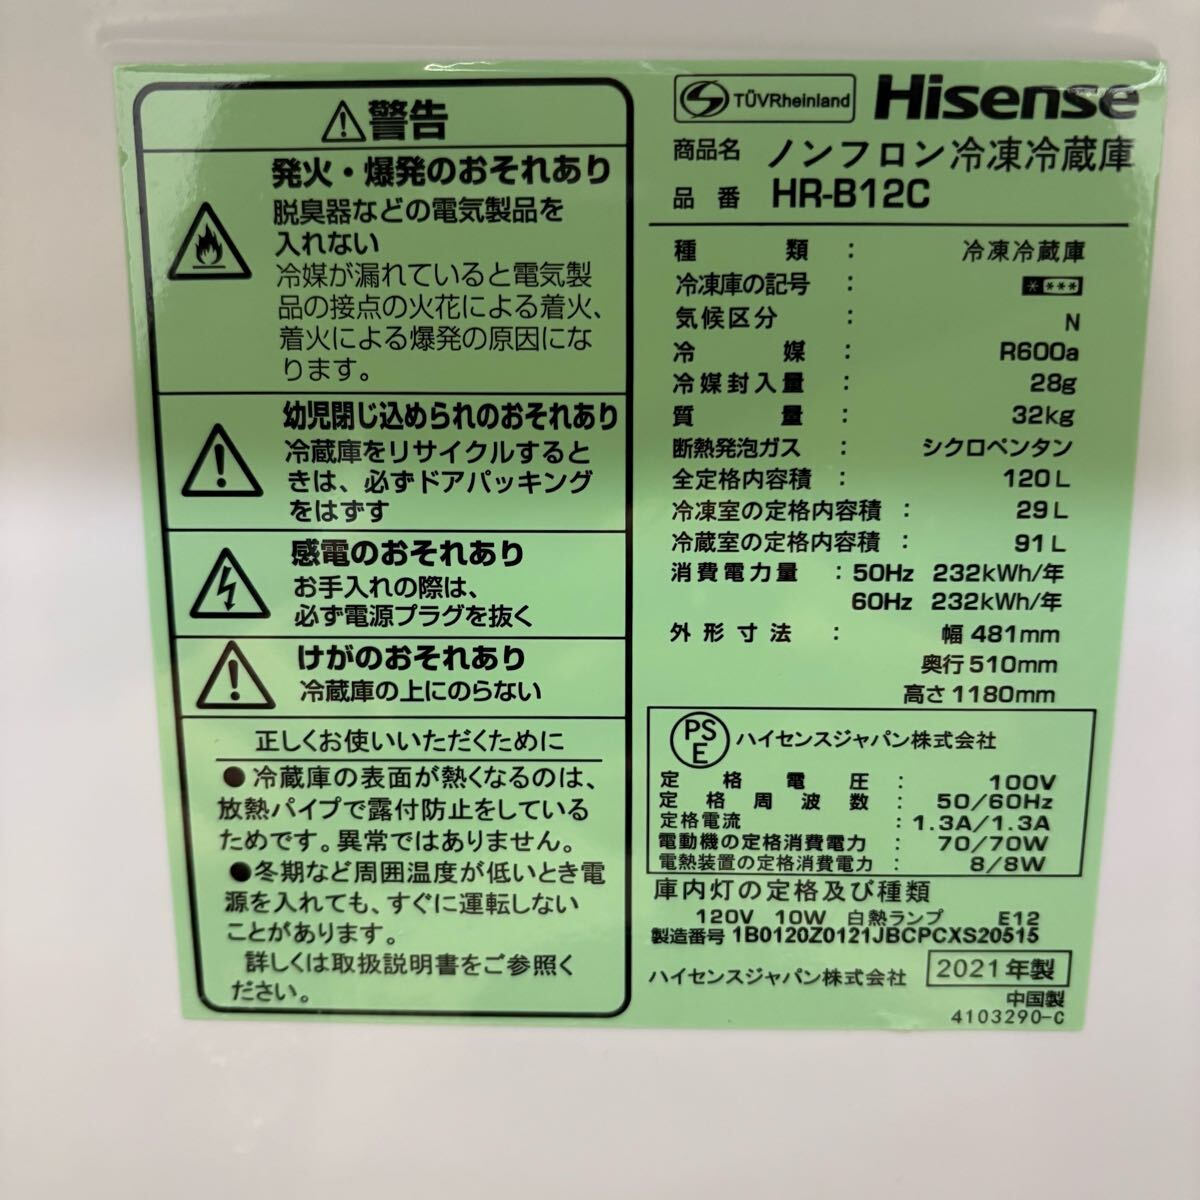 ⚠警告
発火・爆発のおそれあり
脱臭器などの電気製品を
入れない
冷媒が漏れていると電気製
品の接点の火花による着火、
着火による爆発の原因にな
ります。
幼児閉じ込められのおそれあり
冷蔵庫をリサイクルすると
きは、必ずドアパッキング
をはずす
感電のおそれあり
お手入れの際は、
必ず電源プラグを抜く
けがのおそれあり
冷蔵庫の上にのらない
正しくお使いいただくために
●冷蔵庫の表面が熱くなるのは、
放熱パイプで露付防止をしている
ためです。異常ではありません。
●冬期など周囲温度が低いとき電
源を入れても、すぐに運転しない
ことがあります。
詳しくは取扱説明書をご参照く
ださい。
TÜVRheinland Hisense
商品名 ノンフロン冷凍冷蔵庫
品番 HR-B12C
種類 : 冷凍冷蔵庫
冷凍庫の記号 : * ***
気候区分 : N
冷媒 : R600a
冷媒封入量 : 28g
質量 : 32kg
断熱発泡ガス : シクロペンタン
全定格内容積 : 120L
冷凍室の定格内容積 : 29L
冷蔵室の定格内容積 : 91L
消費電力量 : 50Hz 232kWh/年
60Hz 232kWh/年
外形寸法 : 幅 481mm
奥行510mm
高さ1180mm
PSE ハイセンスジャパン株式会社
定格電圧 : 100V
定格周波数 : 50/60Hz
定格電流 : 1.3A/1.3A
電動機の定格消費電力 : 70/70W
電熱装置の定格消費電力 : 8/8W
庫内灯の定格及び種類
120V 10W 白熱ランプ E12
製造番号 1B0120Z0121JBCPCXS20515
ハイセンスジャパン株式会社 2021年製
中国製
4103290-C